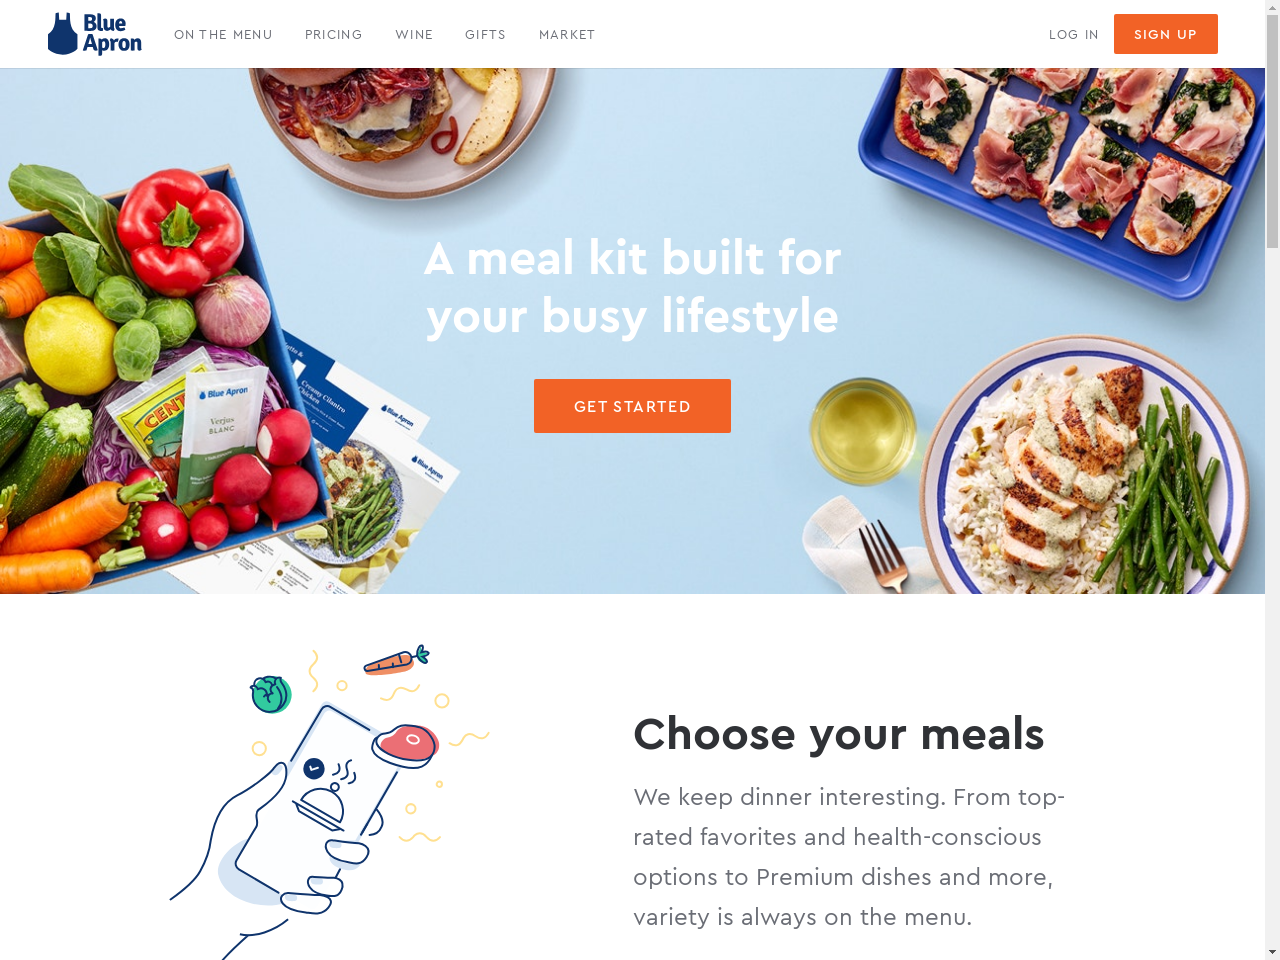 Blue Apron
ON THE MENU
PRICING
WINE
GIFTS
MARKET
LOG IN
SIGN UP
A meal kit built for
your busy lifestyle
GET STARTED
Creamy Cilantro
Chicken
Blue Apron
Blue Apron
Blue Apron
Verjus
BLANC
Choose your meals
We keep dinner interesting. From top-
rated favorites and health-conscious
options to Premium dishes and more,
variety is always on the menu.